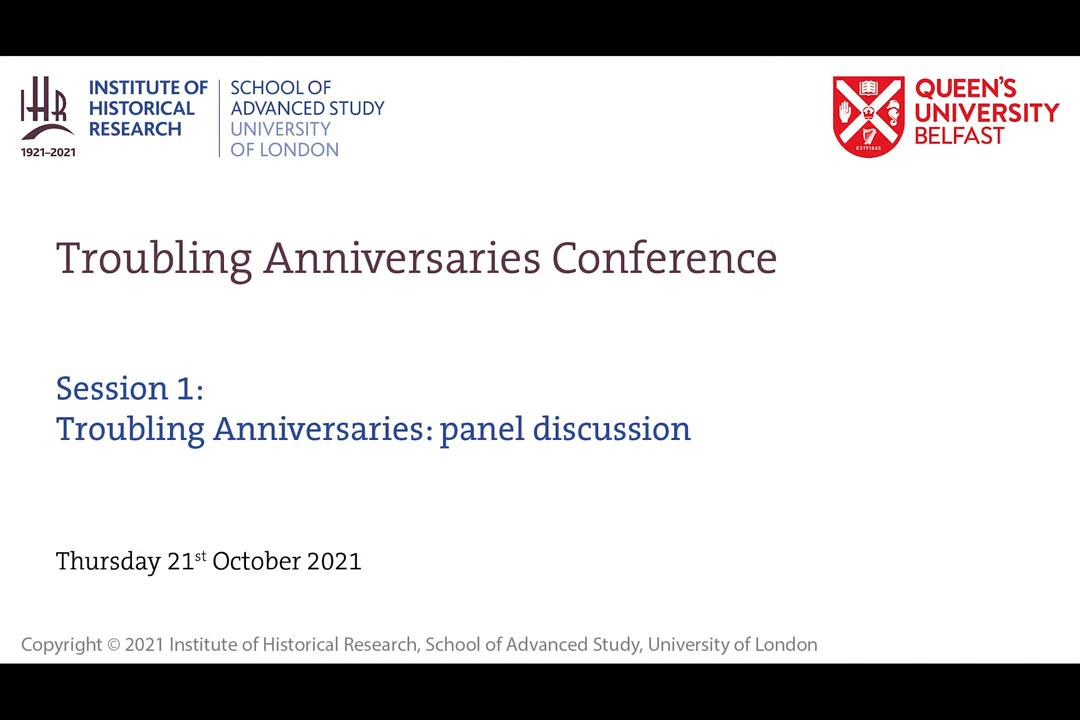 IHR
1921–2021
INSTITUTE OF
HISTORICAL
RESEARCH
SCHOOL OF
ADVANCED STUDY
UNIVERSITY
OF LONDON
ESTD1845
QUEEN'S
UNIVERSITY
BELFAST
Troubling Anniversaries Conference
Session 1:
Troubling Anniversaries: panel discussion
Thursday 21st October 2021
Copyright © 2021 Institute of Historical Research, School of Advanced Study, University of London